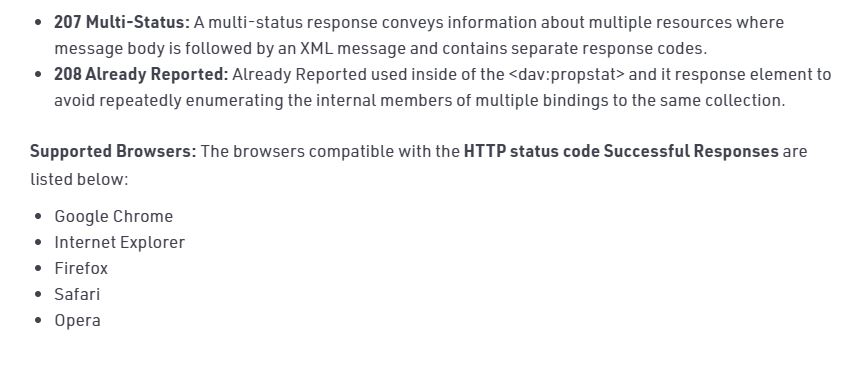 • 207 Multi-Status: A multi-status response conveys information about multiple resources where
message body is followed by an XML message and contains separate response codes.
• 208 Already Reported: Already Reported used inside of the <dav:propstat> and it response element to
avoid repeatedly enumerating the internal members of multiple bindings to the same collection.
Supported Browsers: The browsers compatible with the HTTP status code Successful Responses are
listed below:
• Google Chrome
• Internet Explorer
• Firefox
• Safari
• Opera